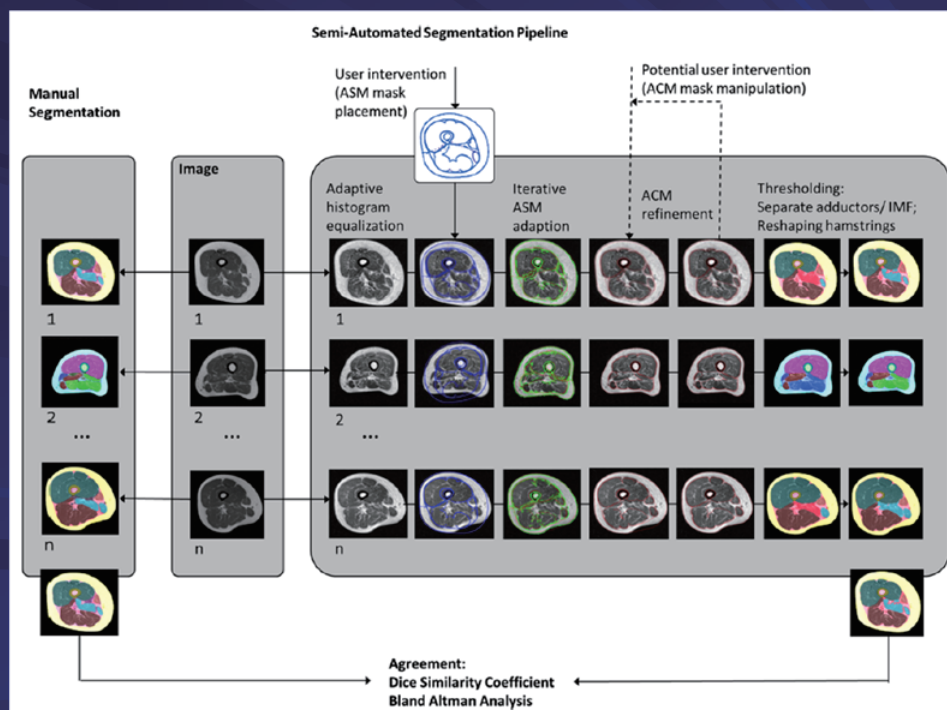 Semi-Automated Segmentation Pipeline
Manual
Segmentation
User intervention
(ASM mask
placement)
Potential user intervention
(ACM mask manipulation)
Image
Adaptive
histogram
equalization
Iterative
ASM
adaption
ACM
refinement
Thresholding:
Separate adductors/ IMF;
Reshaping hamstrings
1
1
1
2
2
2
...
...
...
n
n
n
Agreement:
Dice Similarity Coefficient
Bland Altman Analysis